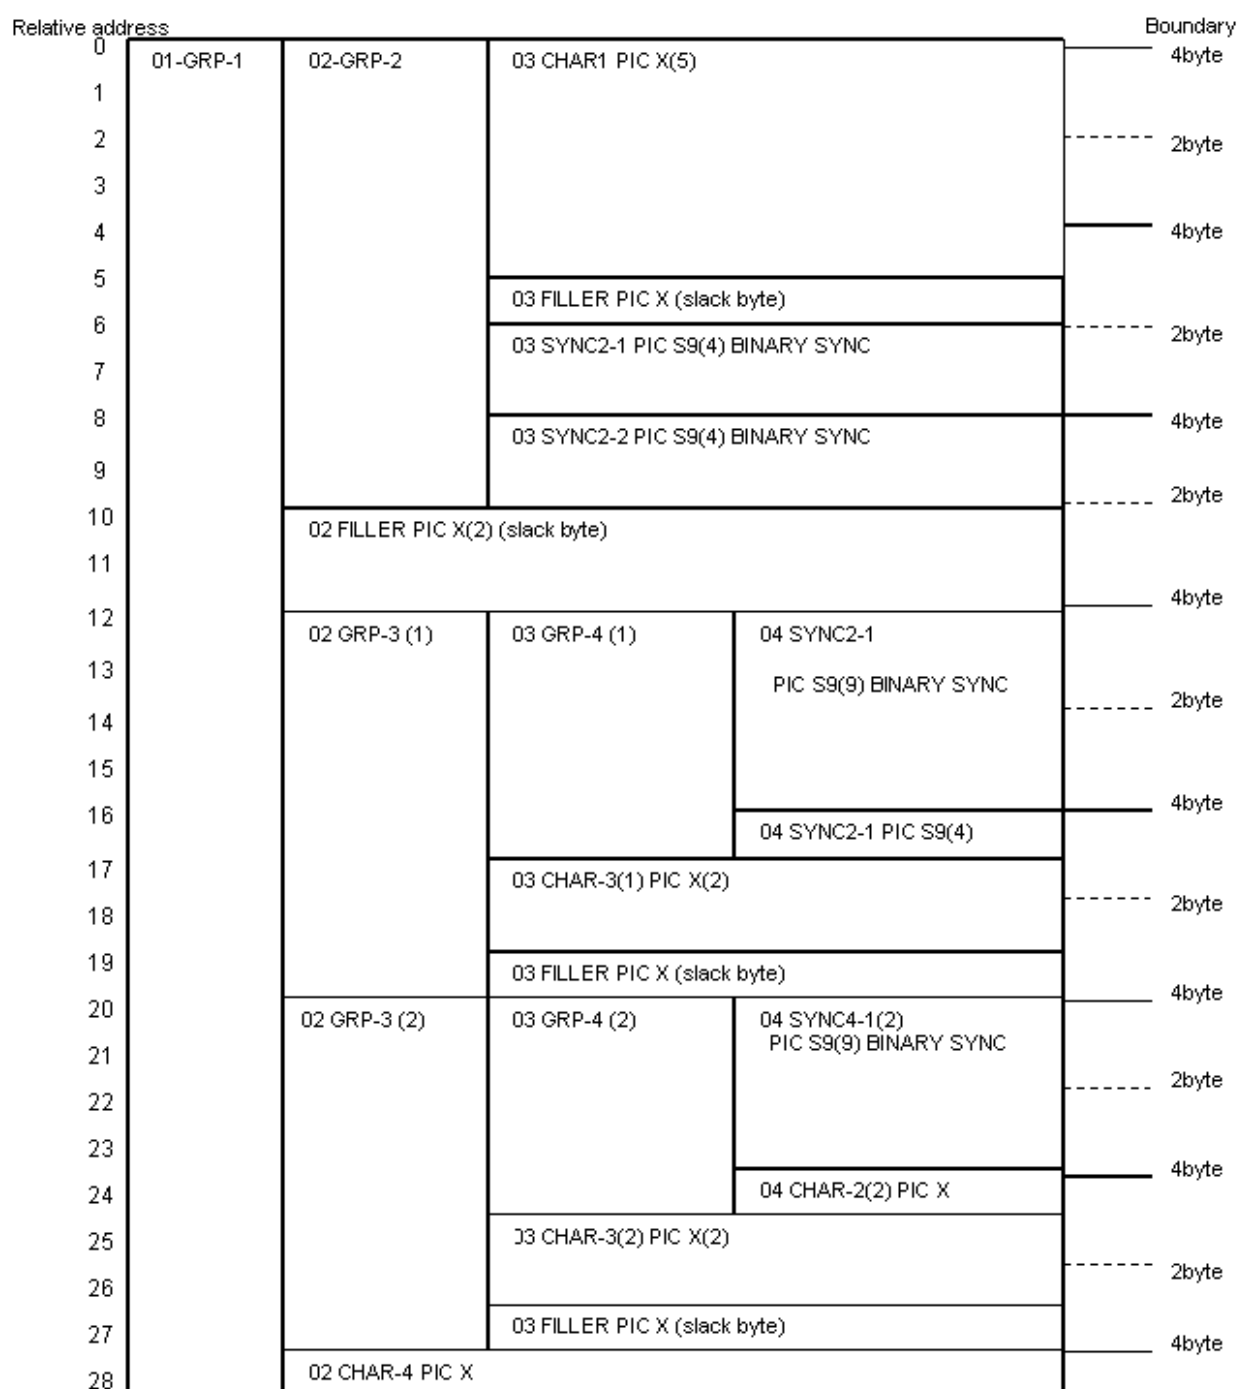 Relative address
Boundary
0
01-GRP-1
02-GRP-2
03 CHAR1 PIC X(5)
4byte
1
2
2byte
3
4
4byte
5
03 FILLER PIC X (slack byte)
6
2byte
03 SYNC2-1 PIC S9(4) BINARY SYNC
7
8
4byte
03 SYNC2-2 PIC S9(4) BINARY SYNC
9
2byte
10
02 FILLER PIC X(2) (slack byte)
11
4byte
12
02 GRP-3 (1)
03 GRP-4 (1)
04 SYNC2-1
13
PIC S9(9) BINARY SYNC
2byte
14
15
4byte
16
04 SYNC2-1 PIC S9(4)
17
03 CHAR-3(1) PIC X(2)
2byte
18
19
03 FILLER PIC X (slack byte)
4byte
20
02 GRP-3 (2)
03 GRP-4 (2)
04 SYNC4-1(2)
PIC S9(9) BINARY SYNC
21
2byte
22
23
4byte
24
04 CHAR-2(2) PIC X
25
03 CHAR-3(2) PIC X(2)
2byte
26
27
03 FILLER PIC X (slack byte)
4byte
28
02 CHAR-4 PIC X